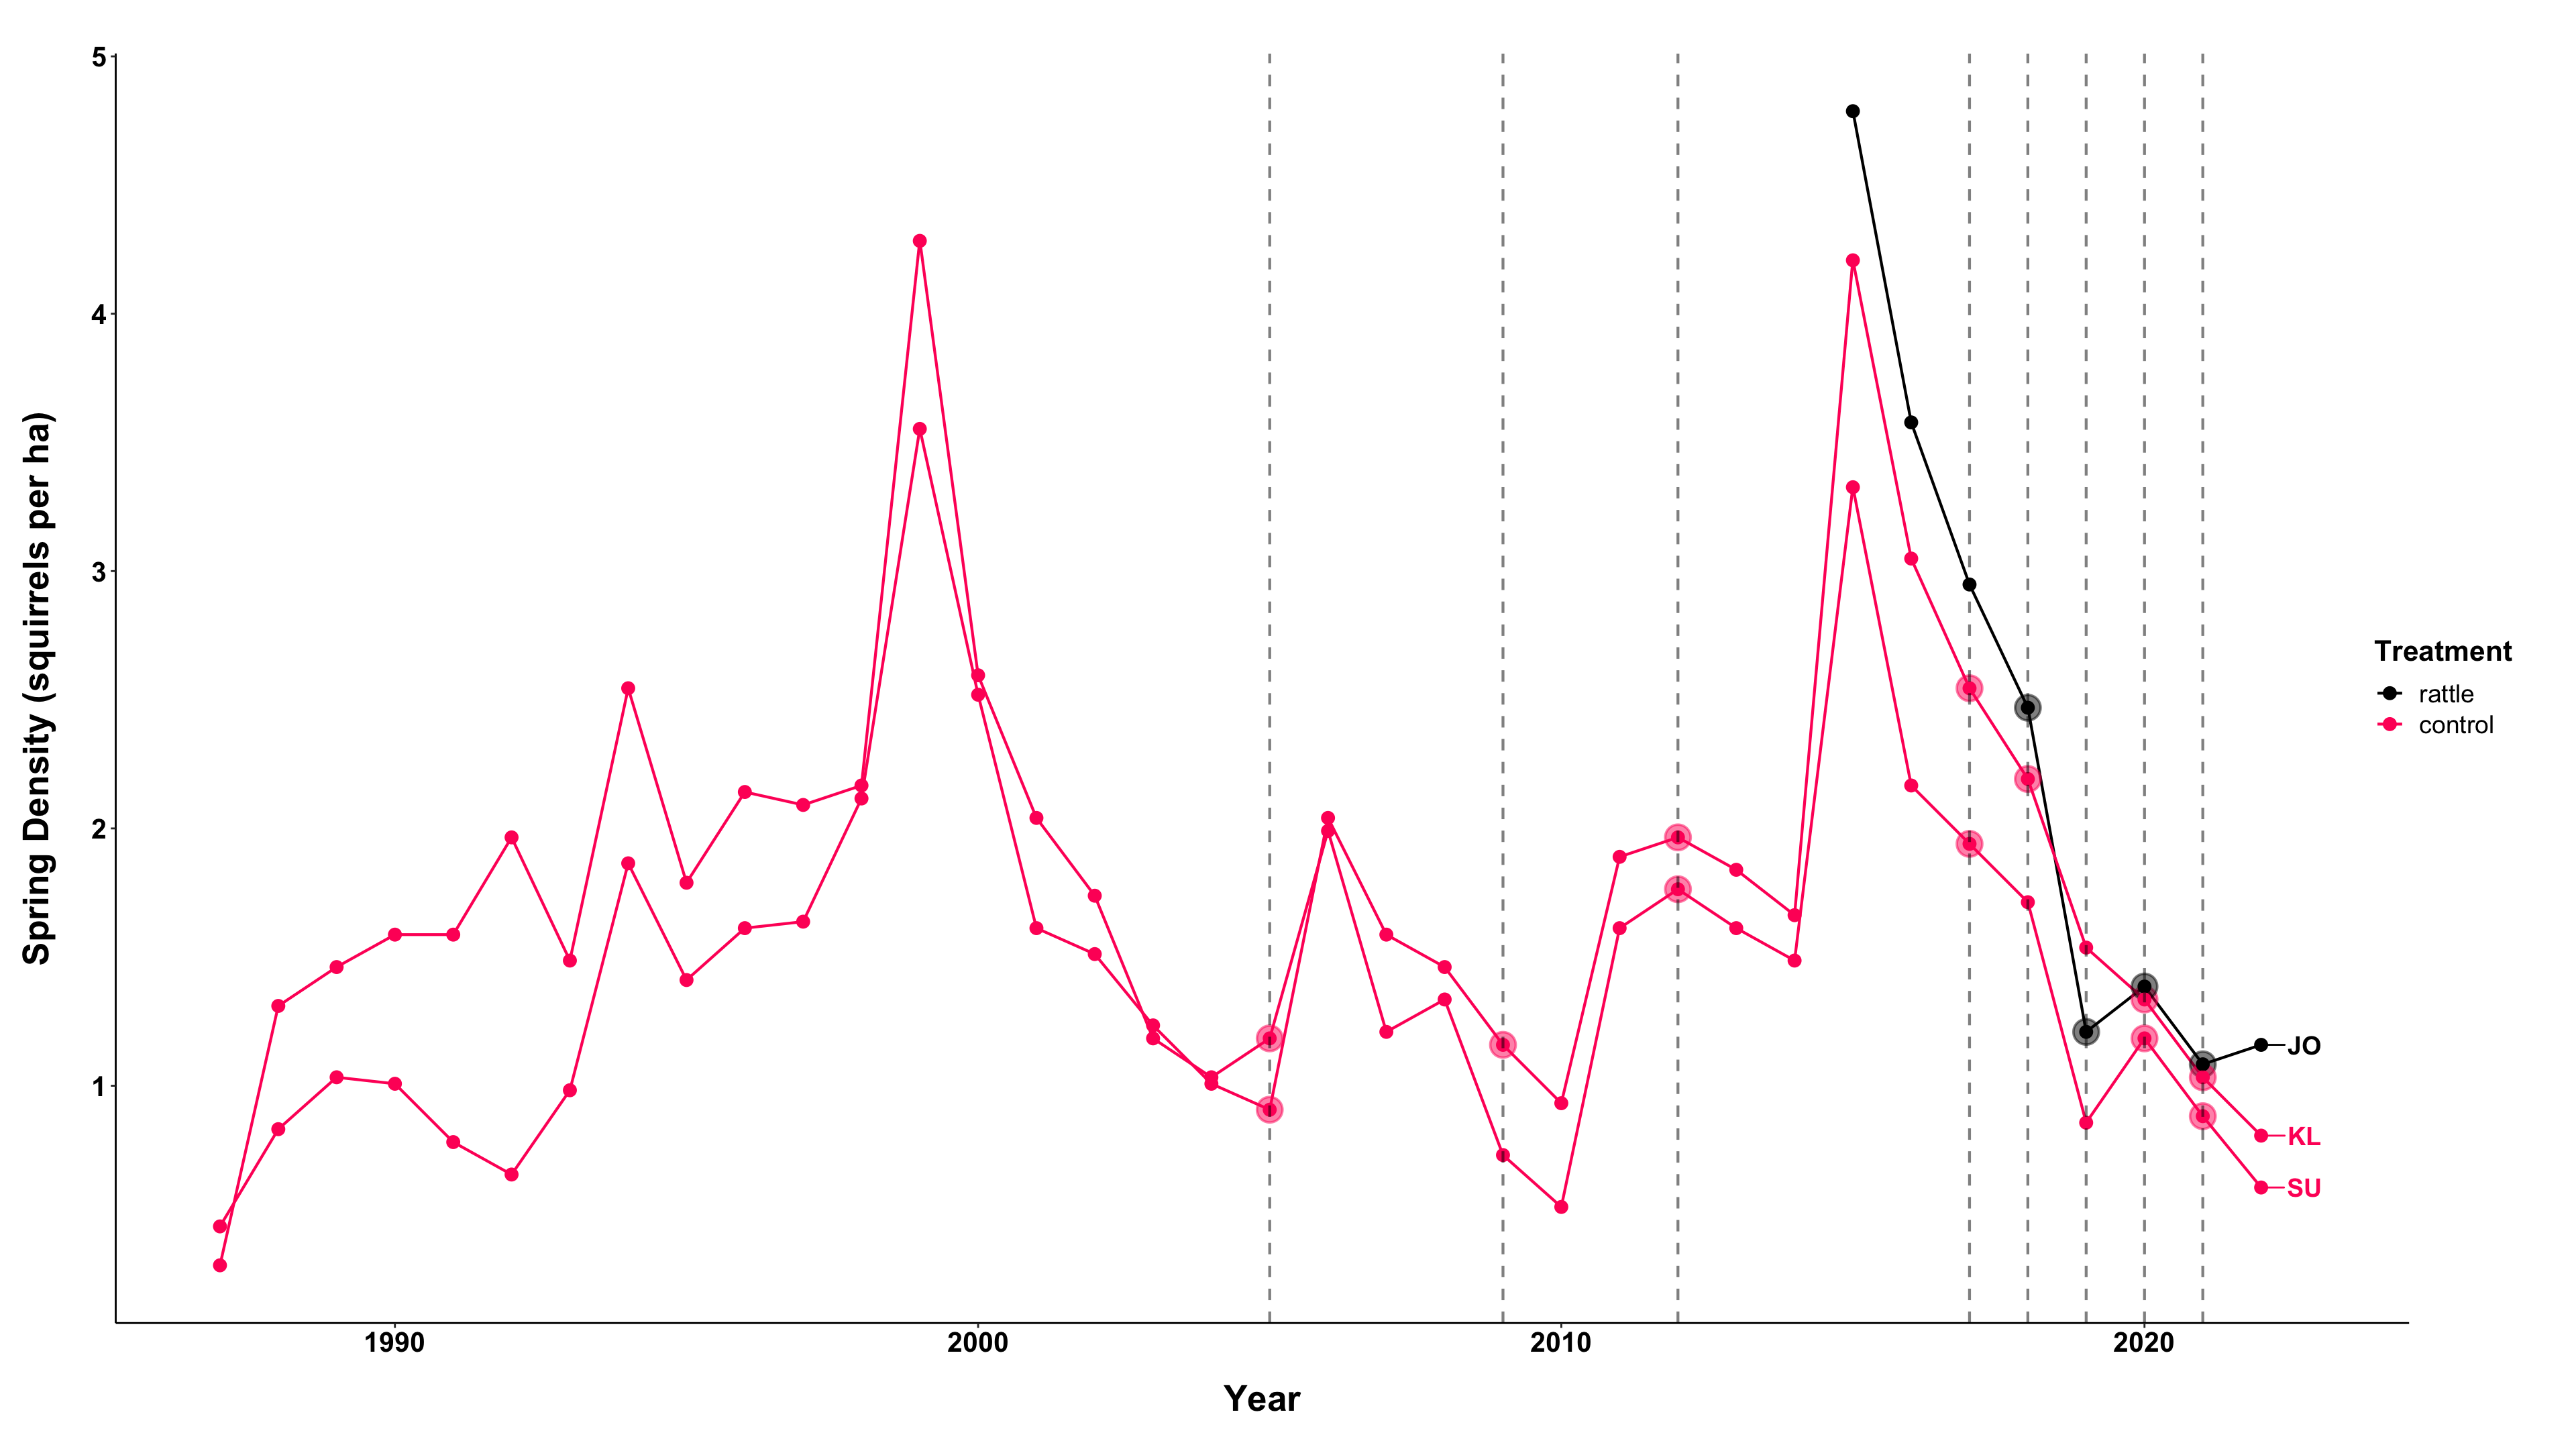 5
4
3
2
1
Spring Density (squirrels per ha)
1990
2000
2010
2020
Year
JO
KL
SU
Treatment
rattle
control